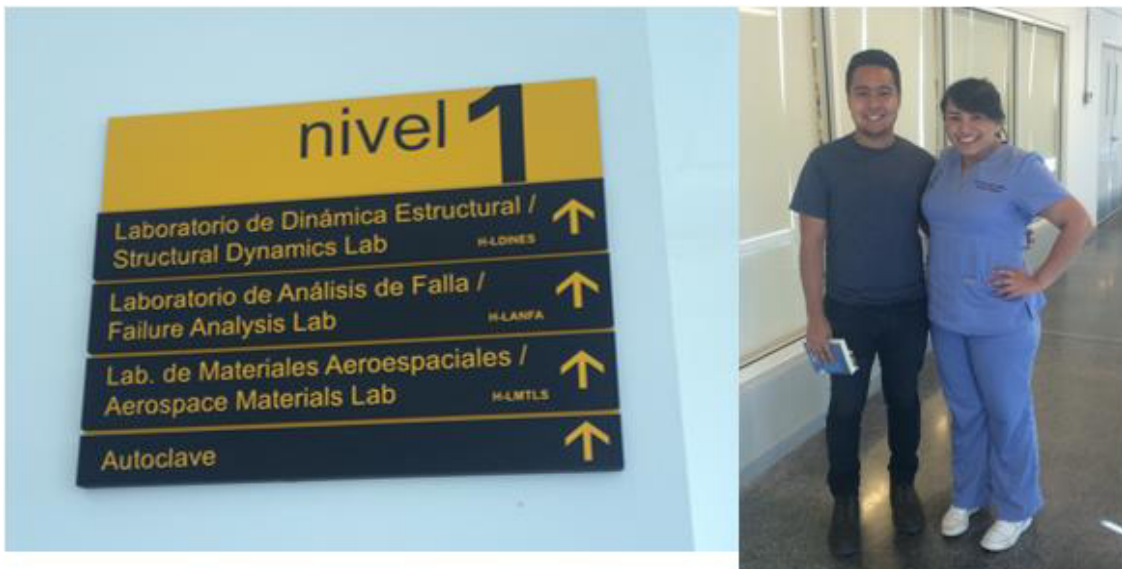 nivel 1
Laboratorio de Dinámica Estructural /
Structural Dynamics Lab H-LDINES
Laboratorio de Análisis de Falla /
Failure Analysis Lab H-LANFA
Lab. de Materiales Aeroespaciales /
Aerospace Materials Lab H-LMTLS
Autoclave